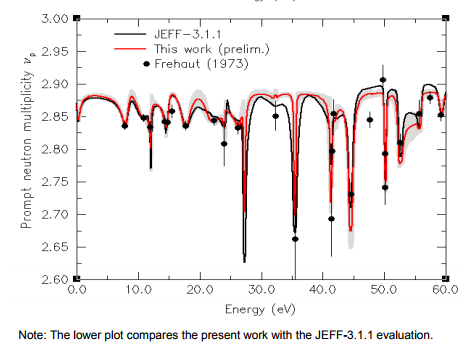 3.00
2.95
2.90
2.85
2.80
2.75
2.70
2.65
2.60
Prompt neutron multiplicity νp
JEFF−3.1.1
This work (prelim.)
Frehaut (1973)
0.0 10.0 20.0 30.0 40.0 50.0 60.0
Energy (eV)
Note: The lower plot compares the present work with the JEFF-3.1.1 evaluation.